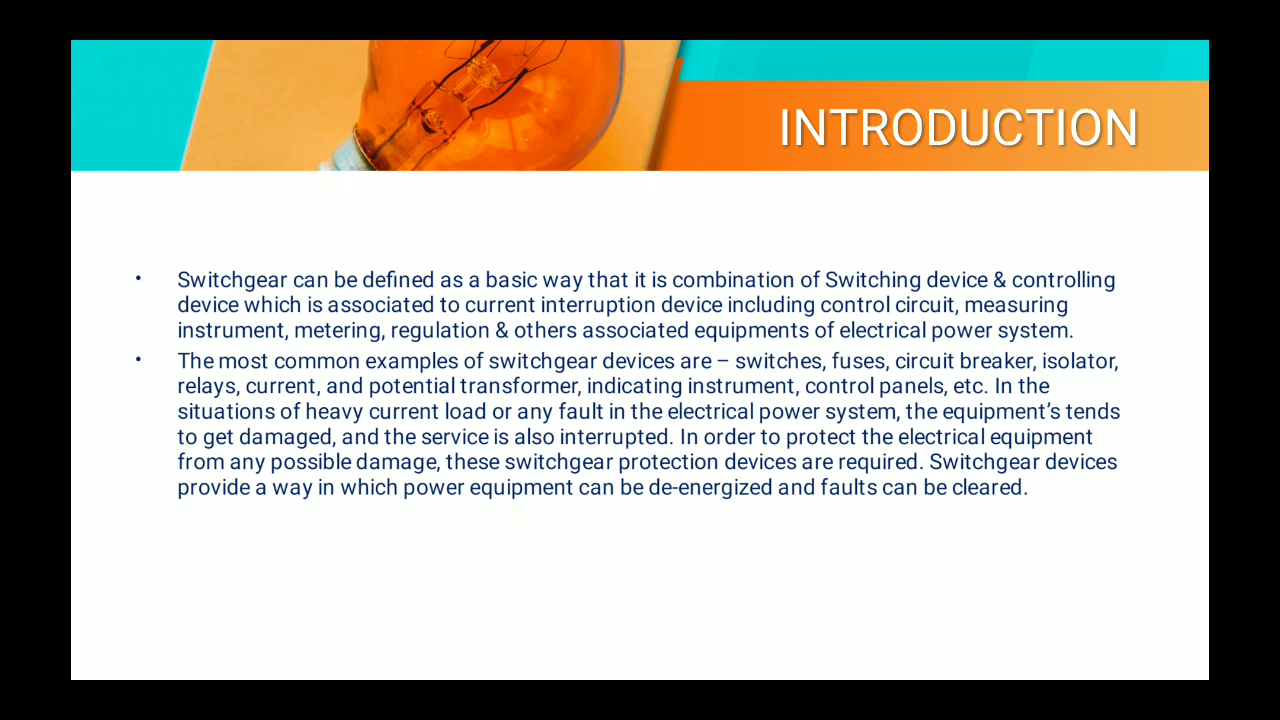 INTRODUCTION
• Switchgear can be defined as a basic way that it is combination of Switching device & controlling
device which is associated to current interruption device including control circuit, measuring
instrument, metering, regulation & others associated equipments of electrical power system.
• The most common examples of switchgear devices are – switches, fuses, circuit breaker, isolator,
relays, current, and potential transformer, indicating instrument, control panels, etc. In the
situations of heavy current load or any fault in the electrical power system, the equipment’s tends
to get damaged, and the service is also interrupted. In order to protect the electrical equipment
from any possible damage, these switchgear protection devices are required. Switchgear devices
provide a way in which power equipment can be de-energized and faults can be cleared.